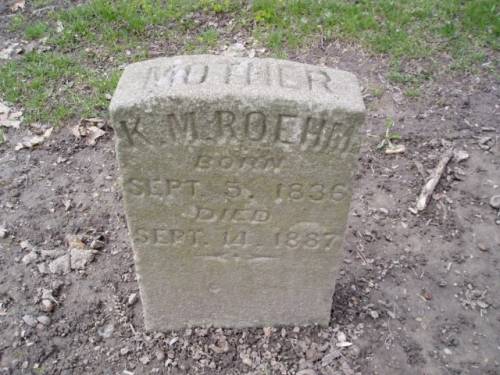 MOTHER
K. M. ROEHM
BORN
SEPT. 5. 1836
DIED
SEPT. 14. 1887